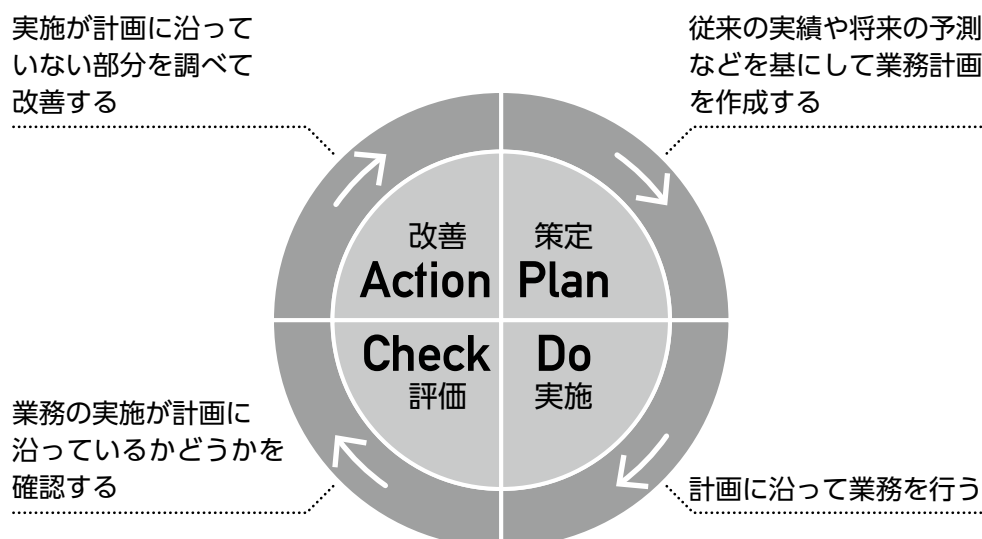 実施が計画に沿って
いない部分を調べて
改善する
従来の実績や将来の予測
などを基にして業務計画
を作成する
改善
Action
策定
Plan
Check
評価
Do
実施
業務の実施が計画に
沿っているかどうかを
確認する
計画に沿って業務を行う